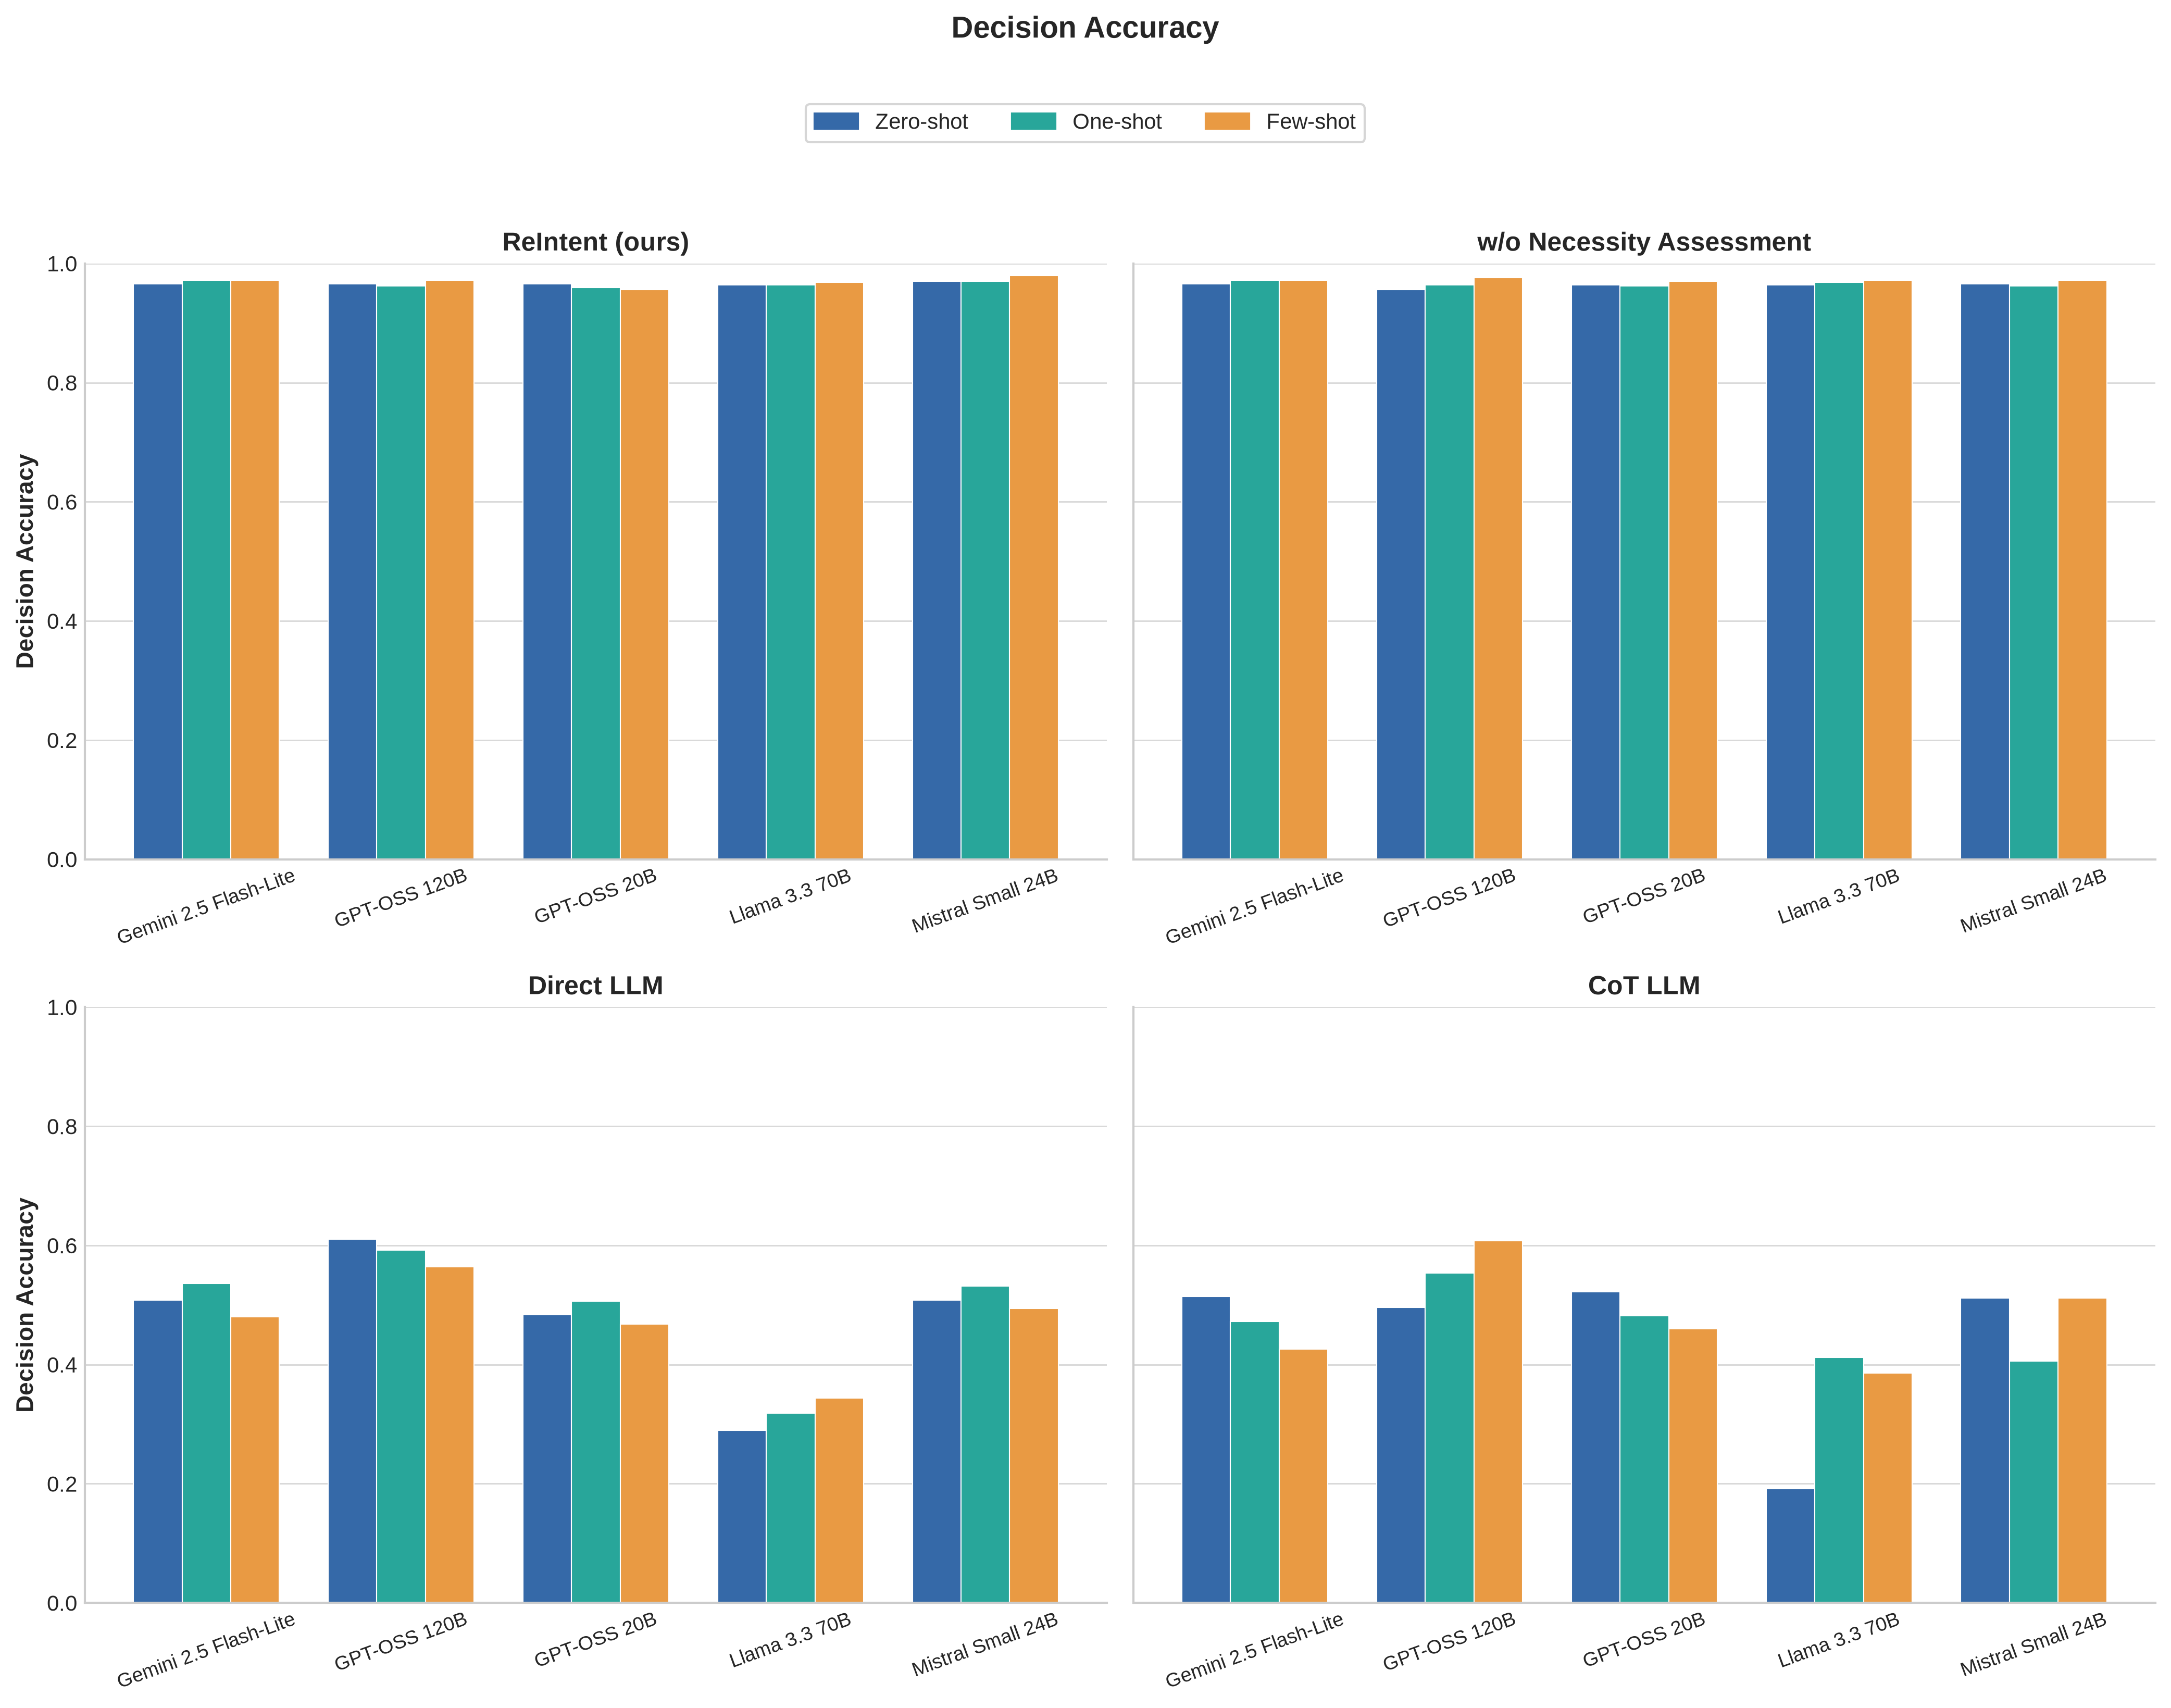 Decision Accuracy
Zero-shot One-shot Few-shot
ReIntent (ours)
Decision Accuracy
1.0
0.8
0.6
0.4
0.2
0.0
Gemini 2.5 Flash-Lite
GPT-OSS 120B
GPT-OSS 20B
Llama 3.3 70B
Mistral Small 24B
w/o Necessity Assessment
Gemini 2.5 Flash-Lite
GPT-OSS 120B
GPT-OSS 20B
Llama 3.3 70B
Mistral Small 24B
Direct LLM
Decision Accuracy
1.0
0.8
0.6
0.4
0.2
0.0
Gemini 2.5 Flash-Lite
GPT-OSS 120B
GPT-OSS 20B
Llama 3.3 70B
Mistral Small 24B
CoT LLM
Gemini 2.5 Flash-Lite
GPT-OSS 120B
GPT-OSS 20B
Llama 3.3 70B
Mistral Small 24B